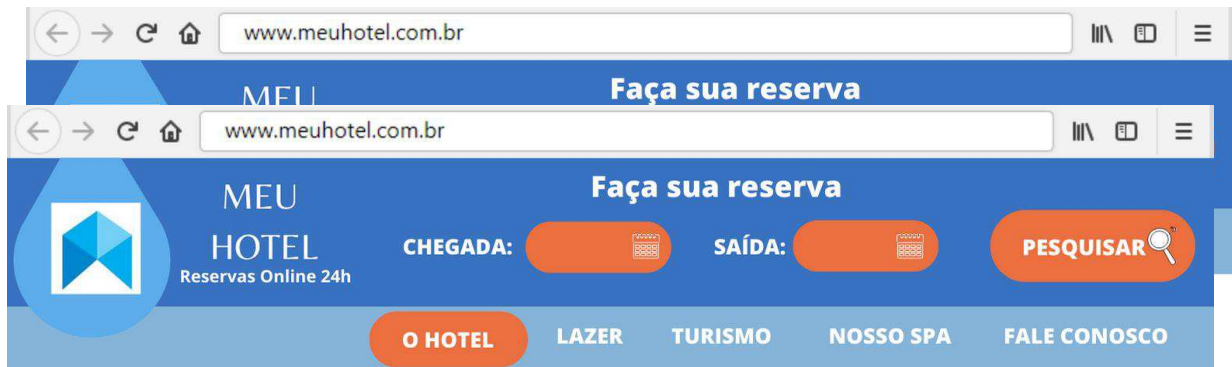 www.meuhotel.com.br
Faça sua reserva
MEU
www.meuhotel.com.br
Faça sua reserva
MEU
HOTEL
Reservas Online 24h
CHEGADA:
SAÍDA:
PESQUISAR
O HOTEL
LAZER
TURISMO
NOSSO SPA
FALE CONOSCO